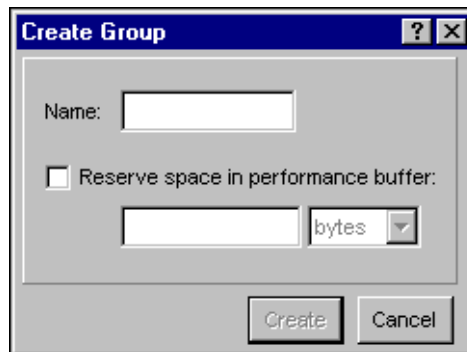 Create Group
Name:
Reserve space in performance buffer:
bytes
Create Cancel